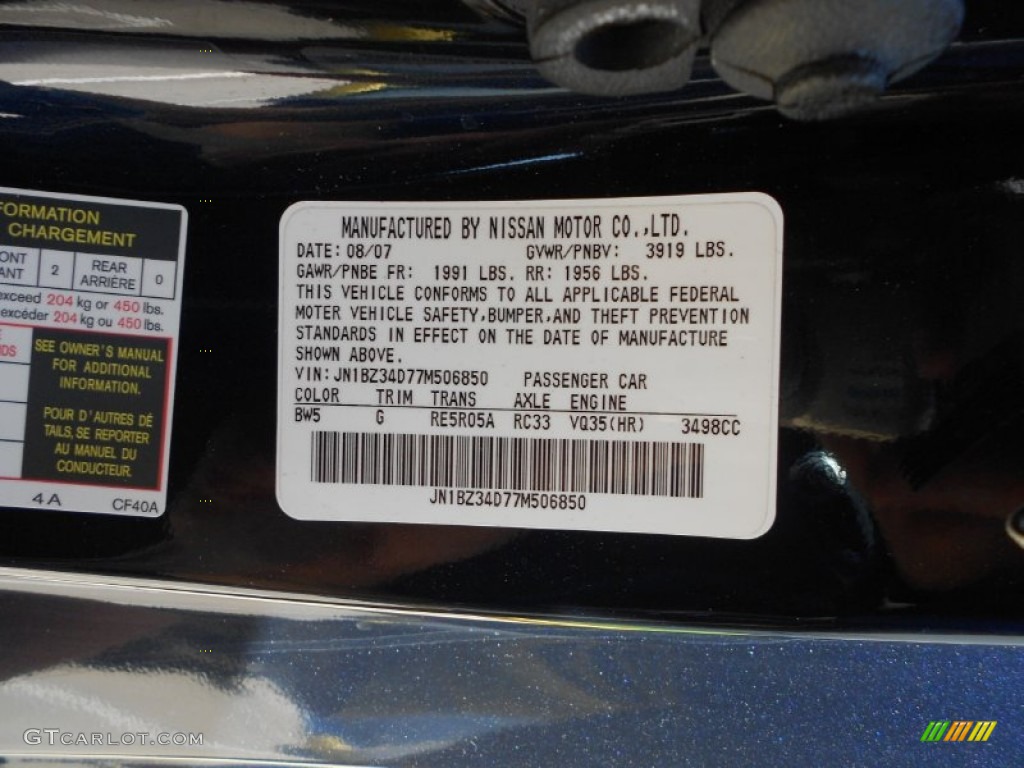 FORMATION
CHARGEMENT
ONT
ANT
2
REAR
ARRIÈRE
0
exceed 204 kg or 450 lbs.
excéder 204 kg ou 450 lbs.
SEE OWNER'S MANUAL
FOR ADDITIONAL
INFORMATION.
POUR D'AUTRES DÉ
TAILS, SE REPORTER
AU MANUEL DU
CONDUCTEUR.
4A CF40A
MANUFACTURED BY NISSAN MOTOR CO.,LTD.
DATE: 08/07 GVWR/PNBV: 3919 LBS.
GAWR/PNBE FR: 1991 LBS. RR: 1956 LBS.
THIS VEHICLE CONFORMS TO ALL APPLICABLE FEDERAL
MOTER VEHICLE SAFETY,BUMPER,AND THEFT PREVENTION
STANDARDS IN EFFECT ON THE DATE OF MANUFACTURE
SHOWN ABOVE.
VIN: JN1BZ34D77M506850 PASSENGER CAR
COLOR TRIM TRANS AXLE ENGINE
BW5 G RE5R05A RC33 VQ35(HR) 3498CC
JN1BZ34D77M506850
GTCARLOT.COM